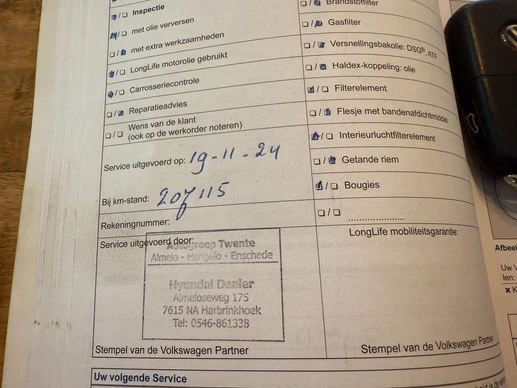 Inspectie
met olie verversen
met extra werkzaamheden
LongLife motorolie gebruikt
Carrosseriecontrole
Reparatieadvies
Wens van de klant
(ook op de werkorder noteren)
Service uitgevoerd op: 19-11-24
Bij km-stand: 207115
Rekeningnummer:
Service uitgevoerd door:
Autogroep Twente
Almelo - Hengelo - Enschede
Hyundai Dealer
Almeloseweg 175
7615 NA Harbrinkhoek
Tel: 0546-861338
Stempel van de Volkswagen Partner
Brandstoffilter
Gasfilter
Versnellingsbakolie: DSG®, ATF
Haldex-koppeling: olie
Filterelement
Flesje met bandenafdichtmiddel
Interieurluchtfilterelement
Getande riem
Bougies
LongLife mobiliteitsgarantie:
Stempel van de Volkswagen Partner
Uw volgende Service
Afbeel
Uw V
len: